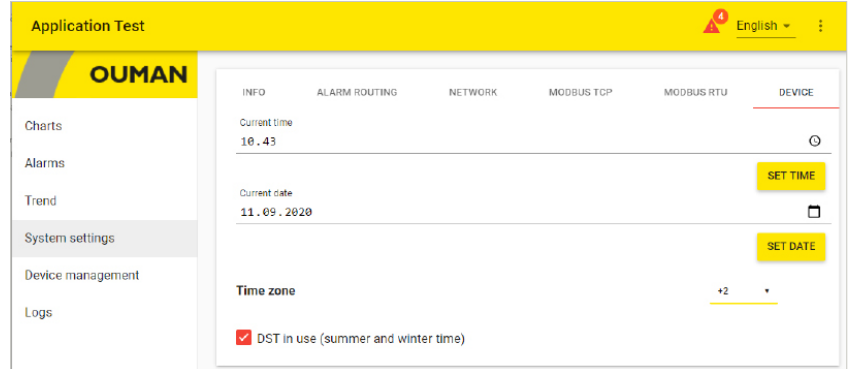 Application Test
4
English
OUMAN
Charts
Alarms
Trend
System settings
Device management
Logs
INFO ALARM ROUTING NETWORK MODBUS TCP MODBUS RTU DEVICE
Current time
10.43
SET TIME
Current date
11.09.2020
SET DATE
Time zone +2
DST in use (summer and winter time)